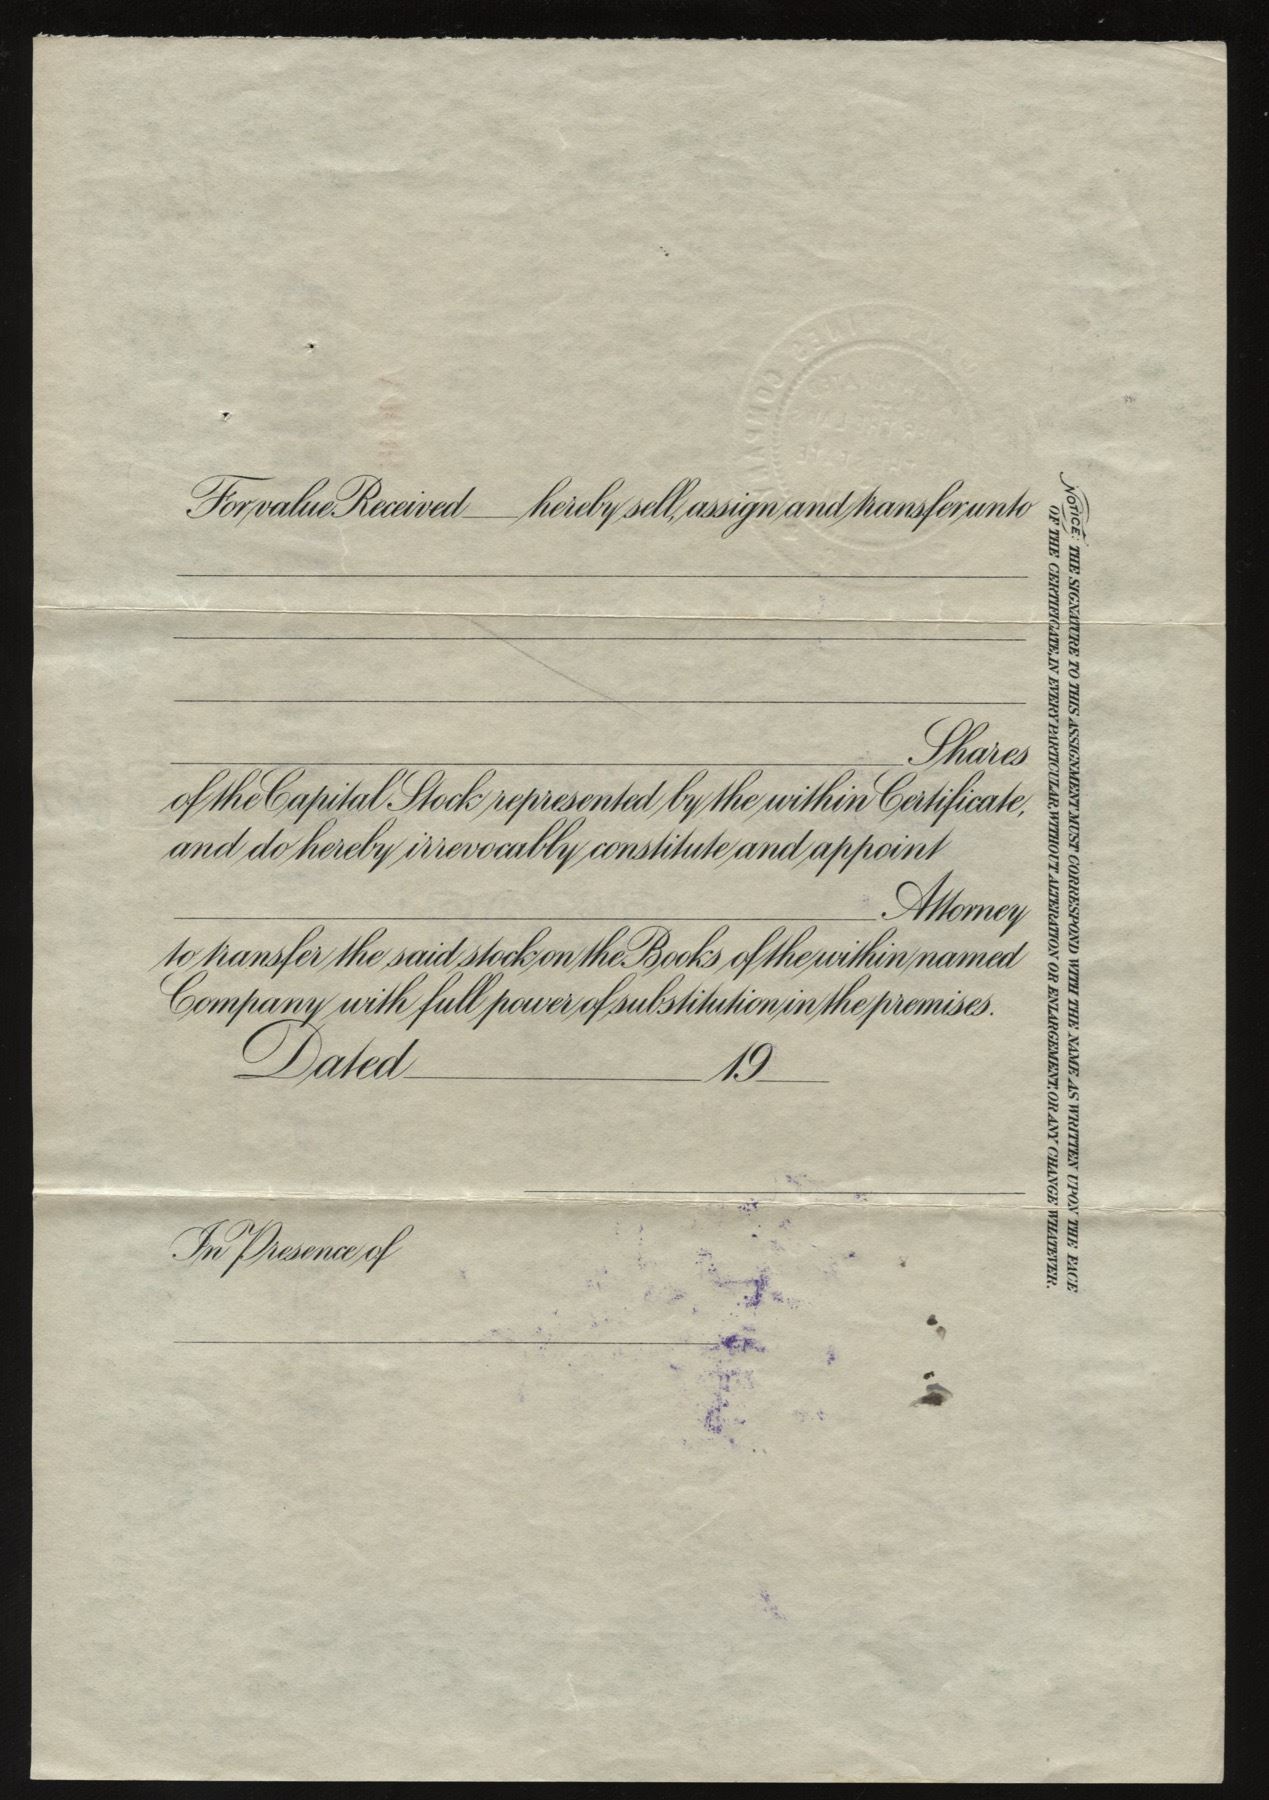 For value Received ___ hereby sell, assign and transfer unto
Shares
of the Capital Stock represented by the within Certificate,
and do hereby irrevocably constitute and appoint
Attorney
to transfer the said stock on the Books of the within named
Company with full power of substitution in the premises.
Dated ___ 19___
In Presence of
NOTICE: THE SIGNATURE TO THIS ASSIGNMENT MUST CORRESPOND WITH THE NAME AS WRITTEN UPON THE FACE
OF THE CERTIFICATE, IN EVERY PARTICULAR, WITHOUT ALTERATION OR ENLARGEMENT, OR ANY CHANGE WHATEVER.